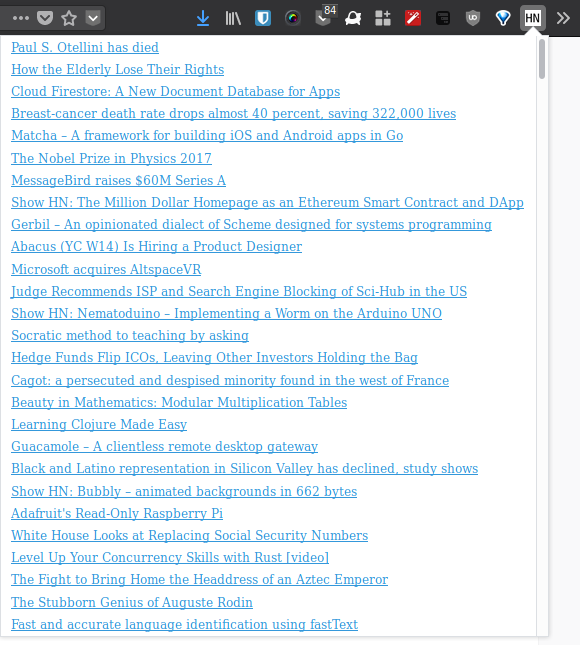 84
HN
Paul S. Otellini has died
How the Elderly Lose Their Rights
Cloud Firestore: A New Document Database for Apps
Breast-cancer death rate drops almost 40 percent, saving 322,000 lives
Matcha – A framework for building iOS and Android apps in Go
The Nobel Prize in Physics 2017
MessageBird raises $60M Series A
Show HN: The Million Dollar Homepage as an Ethereum Smart Contract and DApp
Gerbil – An opinionated dialect of Scheme designed for systems programming
Abacus (YC W14) Is Hiring a Product Designer
Microsoft acquires AltspaceVR
Judge Recommends ISP and Search Engine Blocking of Sci-Hub in the US
Show HN: Nematoduino – Implementing a Worm on the Arduino UNO
Socratic method to teaching by asking
Hedge Funds Flip ICOs, Leaving Other Investors Holding the Bag
Cagot: a persecuted and despised minority found in the west of France
Beauty in Mathematics: Modular Multiplication Tables
Learning Clojure Made Easy
Guacamole – A clientless remote desktop gateway
Black and Latino representation in Silicon Valley has declined, study shows
Show HN: Bubbly – animated backgrounds in 662 bytes
Adafruit's Read-Only Raspberry Pi
White House Looks at Replacing Social Security Numbers
Level Up Your Concurrency Skills with Rust [video]
The Fight to Bring Home the Headdress of an Aztec Emperor
The Stubborn Genius of Auguste Rodin
Fast and accurate language identification using fastText